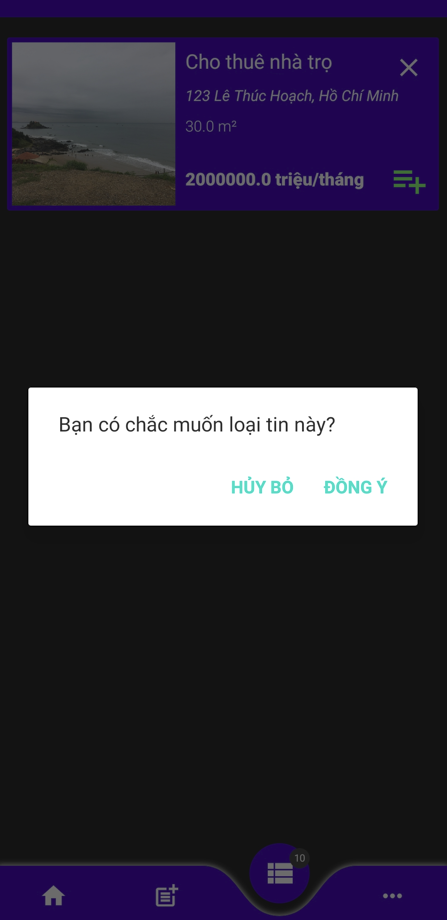 Cho thuê nhà trọ
123 Lê Thúc Hoạch, Hồ Chí Minh
30.0 m²
2000000.0 triệu/tháng
Bạn có chắc muốn loại tin này?
HỦY BỎ ĐỒNG Ý
10